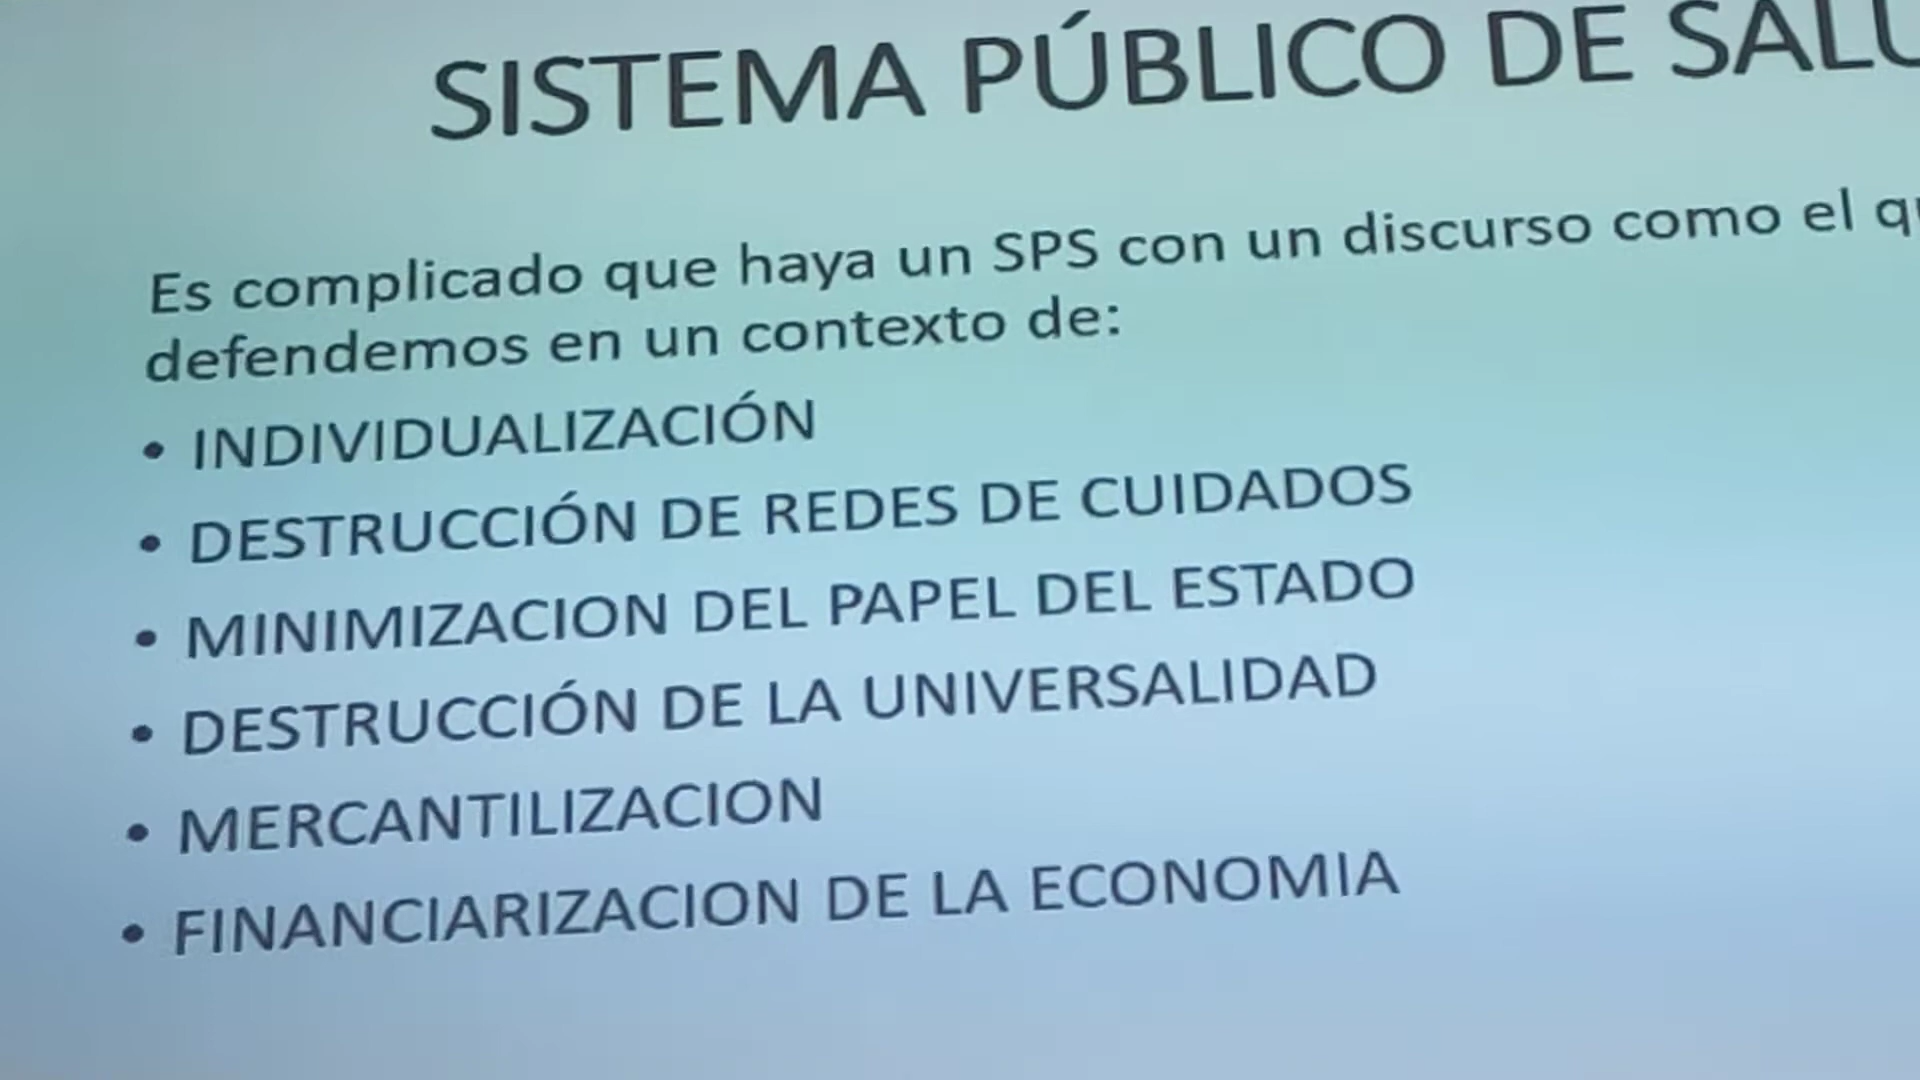 SISTEMA PÚBLICO DE
Es complicado que haya un SPS con un discurso como el
defendemos en un contexto de:
• INDIVIDUALIZACIÓN
• DESTRUCCIÓN DE REDES DE CUIDADOS
• MINIMIZACION DEL PAPEL DEL ESTADO
• DESTRUCCIÓN DE LA UNIVERSALIDAD
• MERCANTILIZACION
• FINANCIARIZACION DE LA ECONOMIA